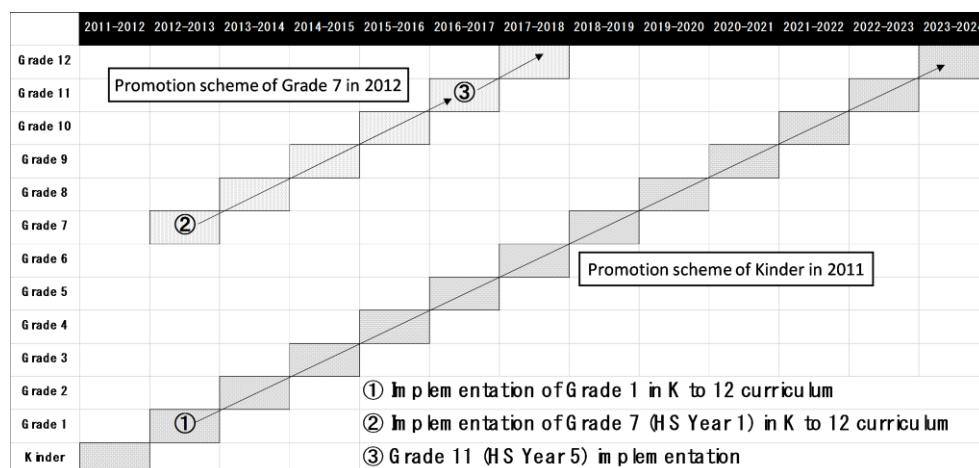 2011-2012 2012-2013 2013-2014 2014-2015 2015-2016 2016-2017 2017-2018 2018-2019 2019-2020 2020-2021 2021-2022 2022-2023 2023-2024
Grade 12
Promotion scheme of Grade 7 in 2012
Grade 11 ③
Grade 10
Grade 9
Grade 8
Grade 7 ②
Grade 6
Promotion scheme of Kinder in 2011
Grade 5
Grade 4
Grade 3
Grade 2
① Implementation of Grade 1 in K to 12 curriculum
Grade 1 ①
② Implementation of Grade 7 (HS Year 1) in K to 12 curriculum
Kinder
③ Grade 11 (HS Year 5) implementation